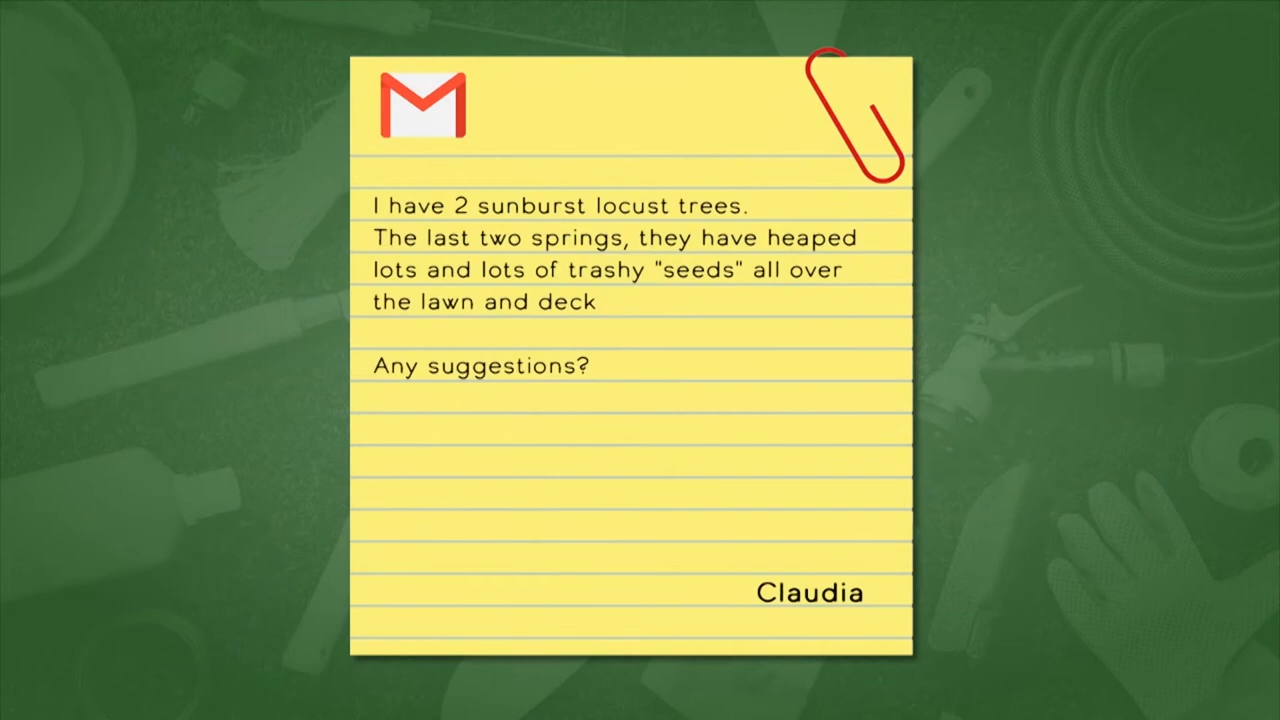 I have 2 sunburst locust trees.
The last two springs, they have heaped
lots and lots of trashy "seeds" all over
the lawn and deck
Any suggestions?
Claudia